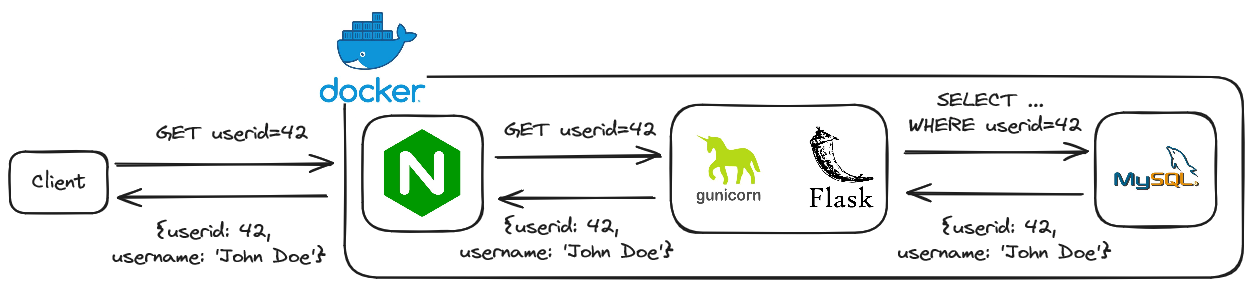 docker
SELECT ...
WHERE userid=42
GET userid=42
GET userid=42
Client
N
gunicorn
Flask
MySQL
{userid: 42,
username: 'John Doe'}
{userid: 42,
username: 'John Doe'}
{userid: 42,
username: 'John Doe'}